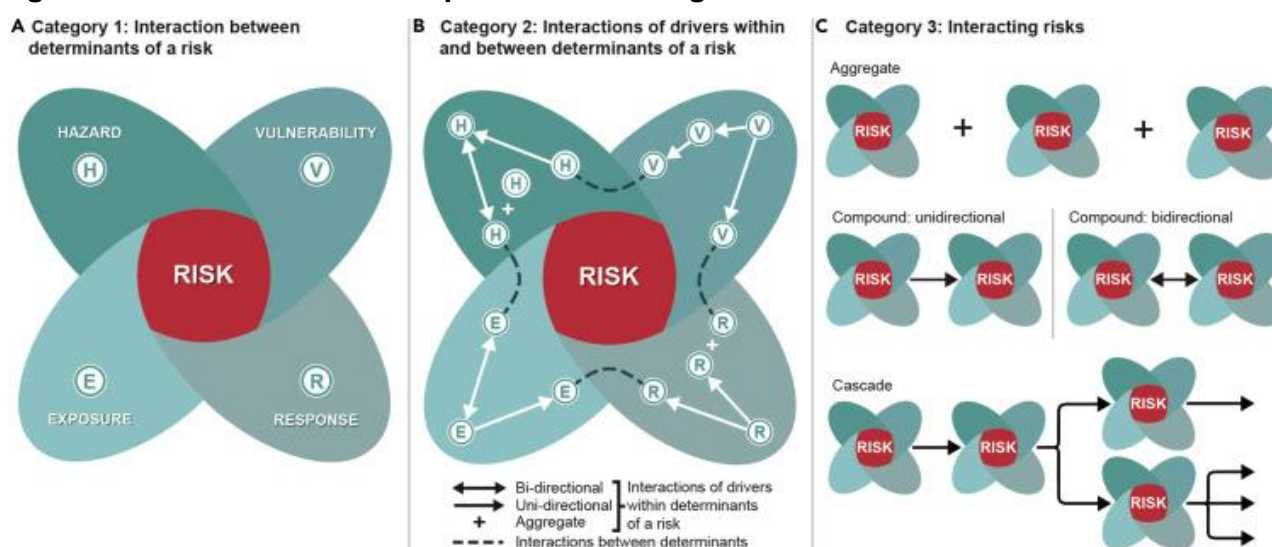 A Category 1: Interaction between
determinants of a risk
HAZARD
H
VULNERABILITY
V
RISK
E
EXPOSURE
R
RESPONSE
B Category 2: Interactions of drivers within
and between determinants of a risk
H
H
H
+
H
V
V
V
V
RISK
E
E
E
R
+
R
R
R
Bi-directional
Uni-directional
+ Aggregate
Interactions of drivers
within determinants
of a risk
Interactions between determinants
C Category 3: Interacting risks
Aggregate
RISK + RISK + RISK
Compound: unidirectional
RISK RISK
Compound: bidirectional
RISK RISK
Cascade
RISK RISK
RISK
RISK